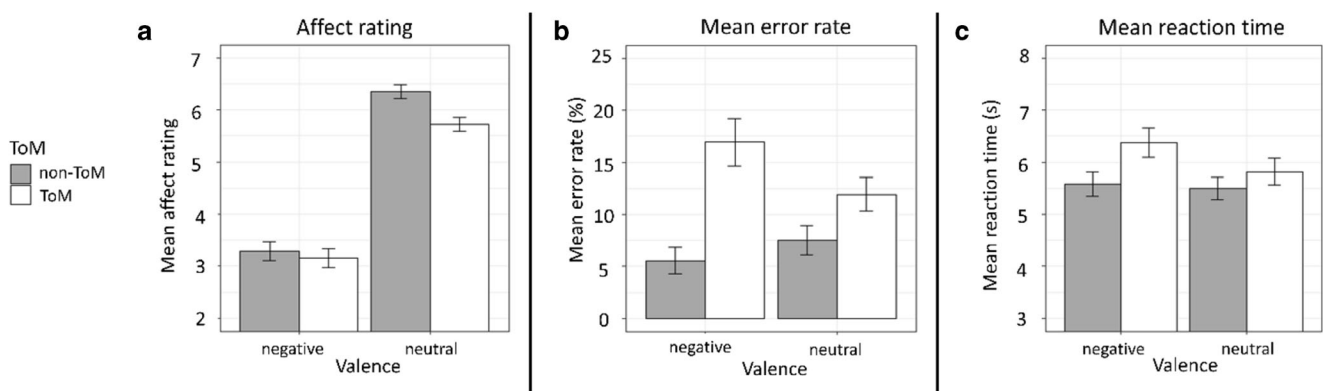 ToM
non-ToM
ToM
a
Affect rating
Mean affect rating
7
6
5
4
3
2
negative
neutral
Valence
b
Mean error rate
Mean error rate (%)
25
20
15
10
5
0
negative
neutral
Valence
c
Mean reaction time
Mean reaction time (s)
8
7
6
5
4
3
negative
neutral
Valence